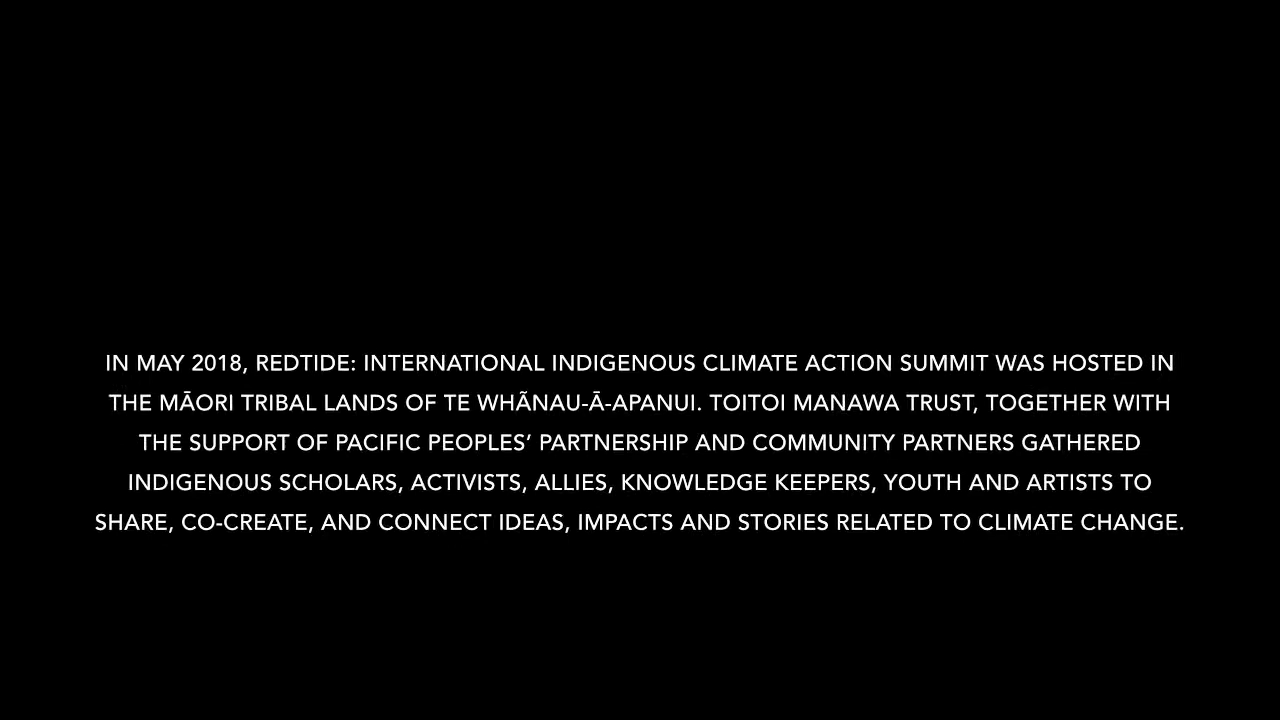 IN MAY 2018, REDTIDE: INTERNATIONAL INDIGENOUS CLIMATE ACTION SUMMIT WAS HOSTED IN
THE MĀORI TRIBAL LANDS OF TE WHÃNAU-Ā-APANUI. TOITOI MANAWA TRUST, TOGETHER WITH
THE SUPPORT OF PACIFIC PEOPLES’ PARTNERSHIP AND COMMUNITY PARTNERS GATHERED
INDIGENOUS SCHOLARS, ACTIVISTS, ALLIES, KNOWLEDGE KEEPERS, YOUTH AND ARTISTS TO
SHARE, CO-CREATE, AND CONNECT IDEAS, IMPACTS AND STORIES RELATED TO CLIMATE CHANGE.